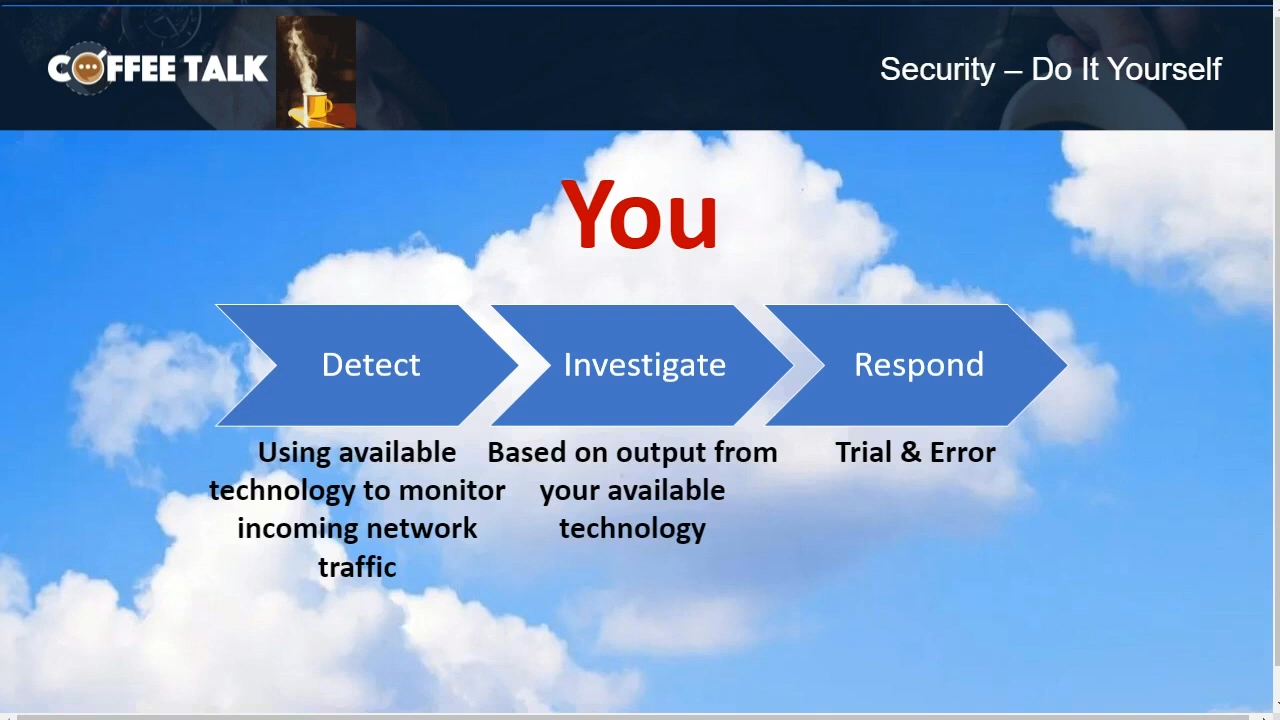 COFFEE TALK
Security – Do It Yourself
You
Detect
Investigate
Respond
Using available
technology to monitor
incoming network
traffic
Based on output from
your available
technology
Trial & Error